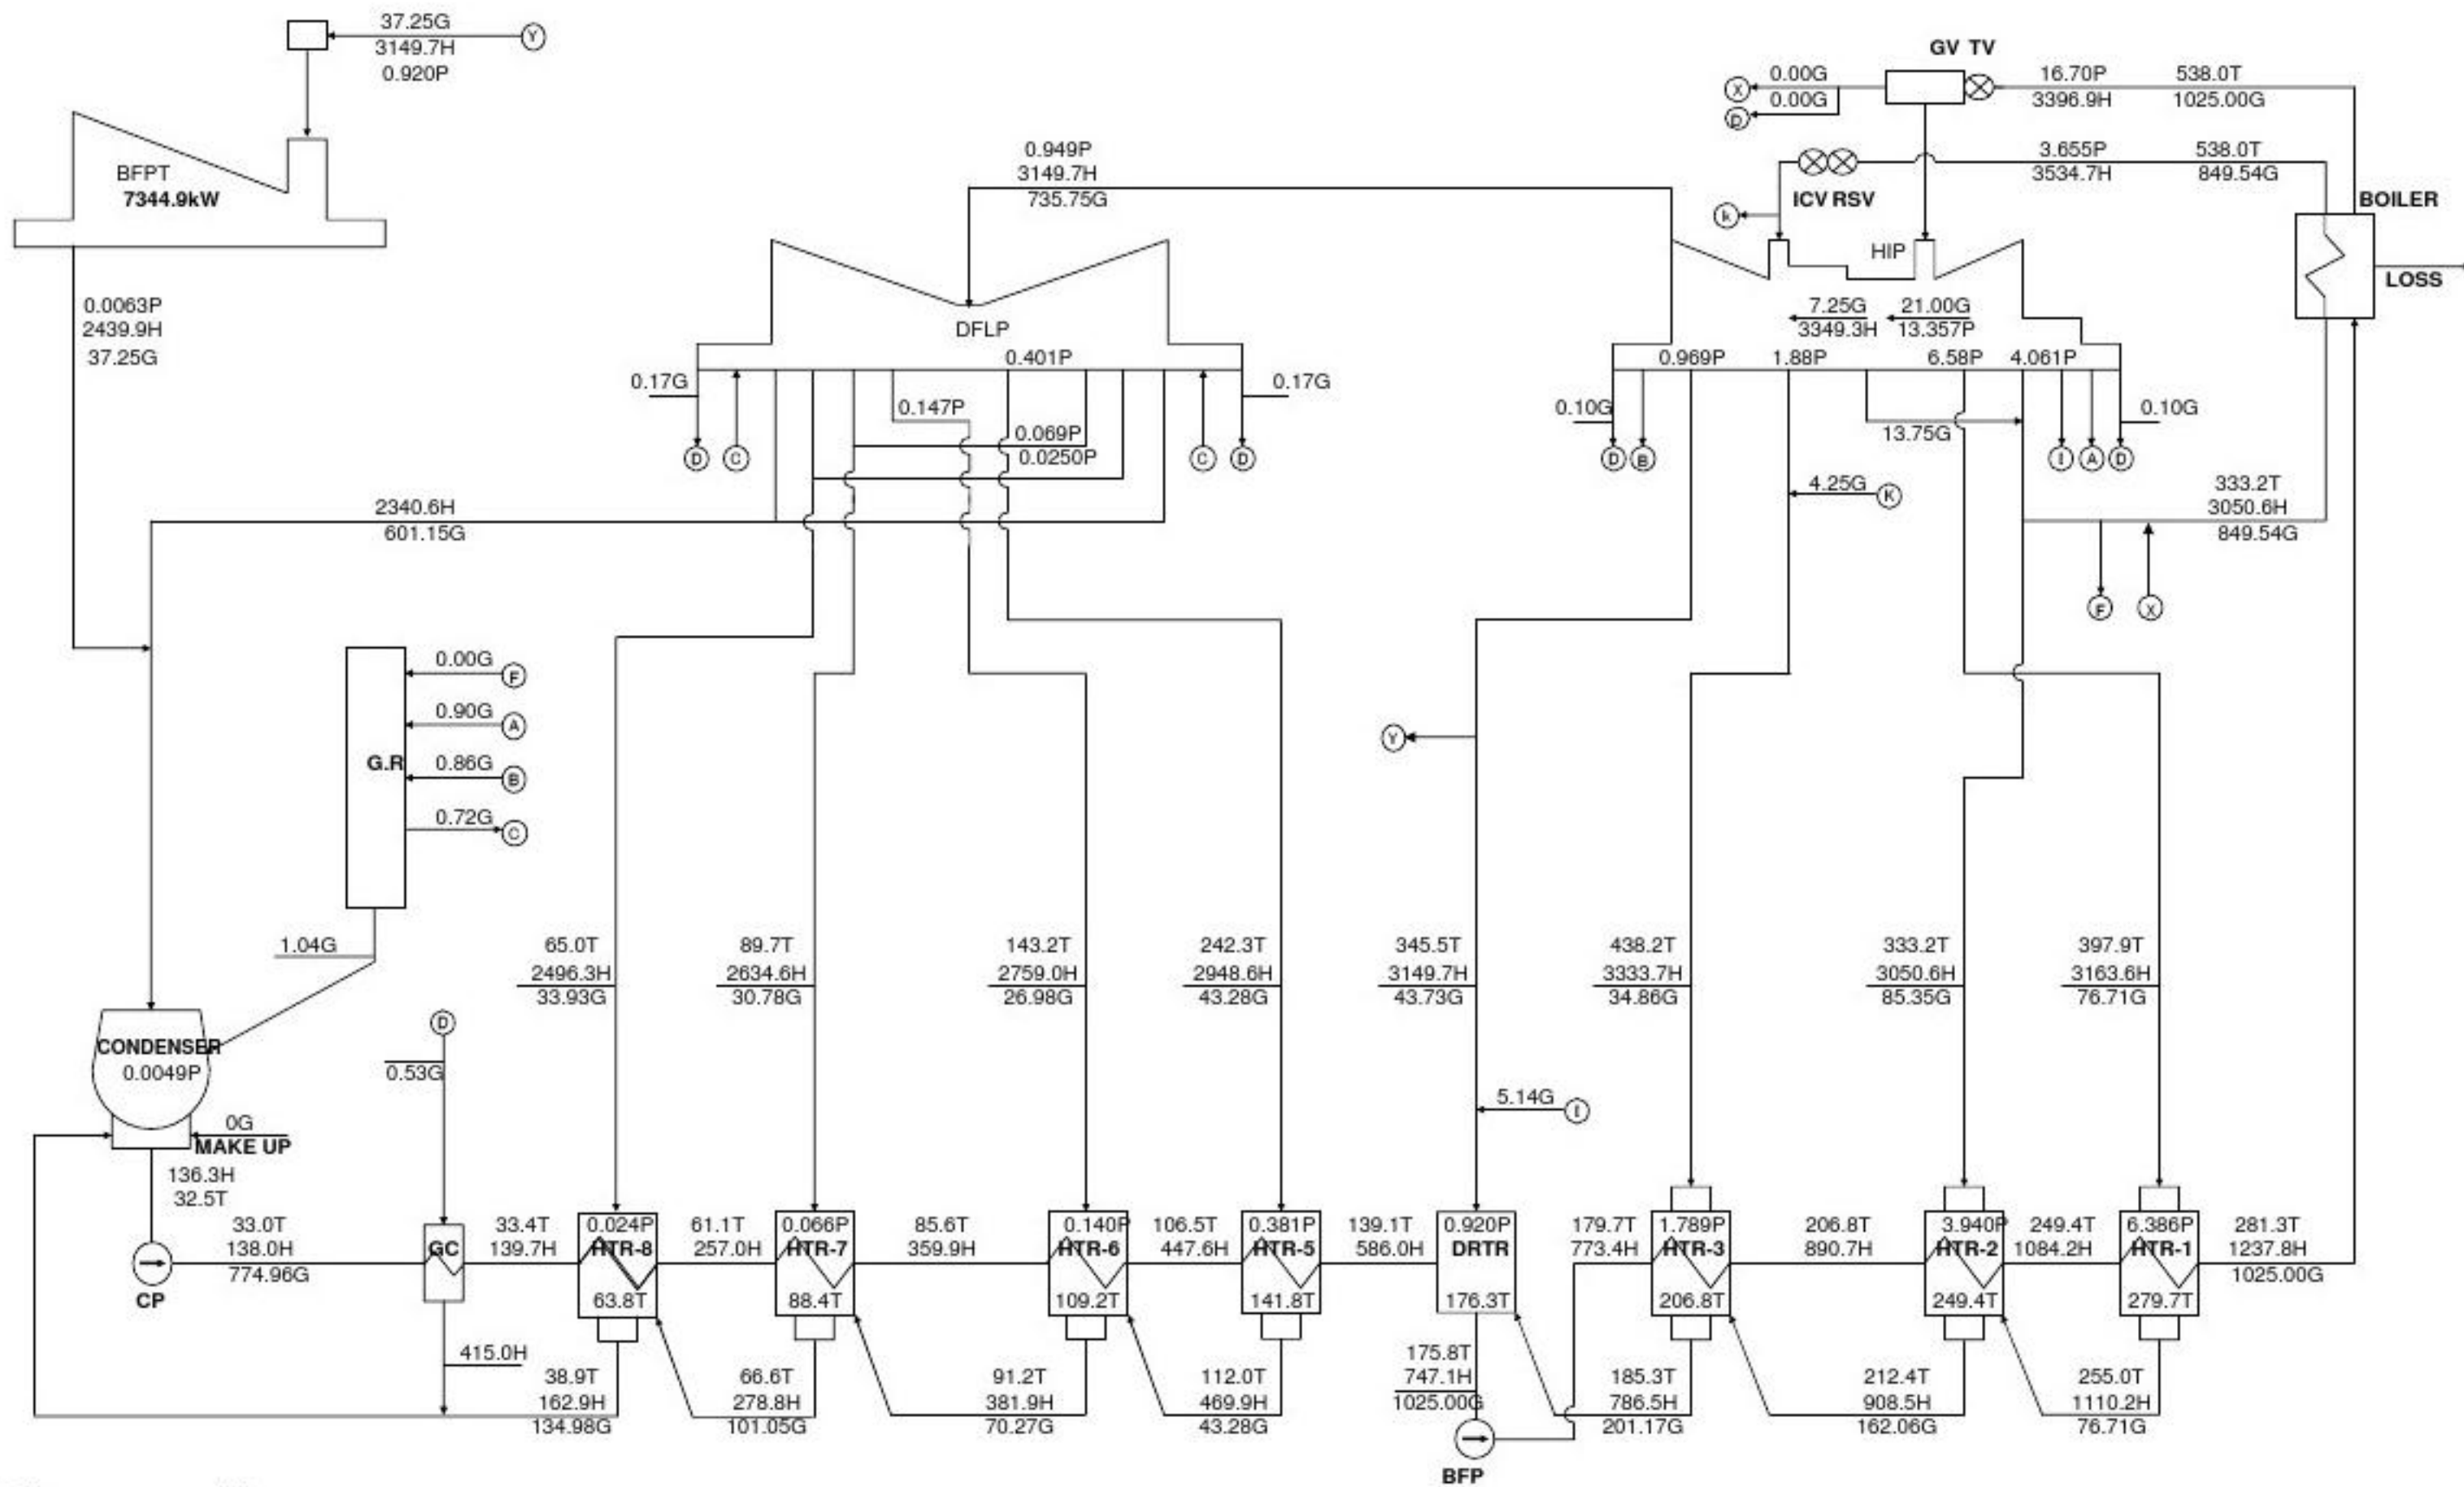 37.25G
3149.7H
0.920P
Y
BFPT
7344.9kW
0.0063P
2439.9H
37.25G
0.949P
3149.7H
735.75G
GV TV
X
0.00G
0.00G
D
16.70P
538.0T
3396.9H
1025.00G
3.655P
538.0T
3534.7H
849.54G
ICV RSV
k
BOILER
LOSS
HIP
7.25G
3349.3H
21.00G
13.357P
DFLP
0.401P
0.17G
0.17G
0.147P
0.069P
0.0250P
D
C
C
D
0.969P
1.88P
6.58P
4.061P
0.10G
0.10G
D
B
13.75G
I
A
D
4.25G
K
333.2T
3050.6H
849.54G
F
X
2340.6H
601.15G
G.R
0.00G
F
0.90G
A
0.86G
B
0.72G
C
1.04G
Y
65.0T
2496.3H
33.93G
89.7T
2634.6H
30.78G
143.2T
2759.0H
26.98G
242.3T
2948.6H
43.28G
345.5T
3149.7H
43.73G
438.2T
3333.7H
34.86G
333.2T
3050.6H
85.35G
397.9T
3163.6H
76.71G
CONDENSER
0.0049P
D
0.53G
5.14G
I
0G
MAKE UP
136.3H
32.5T
33.0T
138.0H
774.96G
CP
GC
33.4T
139.7H
0.024P
HTR-8
63.8T
61.1T
257.0H
0.066P
HTR-7
88.4T
85.6T
359.9H
0.140P
HTR-6
109.2T
106.5T
447.6H
0.381P
HTR-5
141.8T
139.1T
586.0H
0.920P
DRTR
176.3T
179.7T
773.4H
1.789P
HTR-3
206.8T
206.8T
890.7H
3.940P
HTR-2
249.4T
249.4T
1084.2H
6.386P
HTR-1
279.7T
281.3T
1237.8H
1025.00G
415.0H
38.9T
162.9H
134.98G
66.6T
278.8H
101.05G
91.2T
381.9H
70.27G
112.0T
469.9H
43.28G
175.8T
747.1H
1025.00G
BFP
185.3T
786.5H
201.17G
212.4T
908.5H
162.06G
255.0T
1110.2H
76.71G